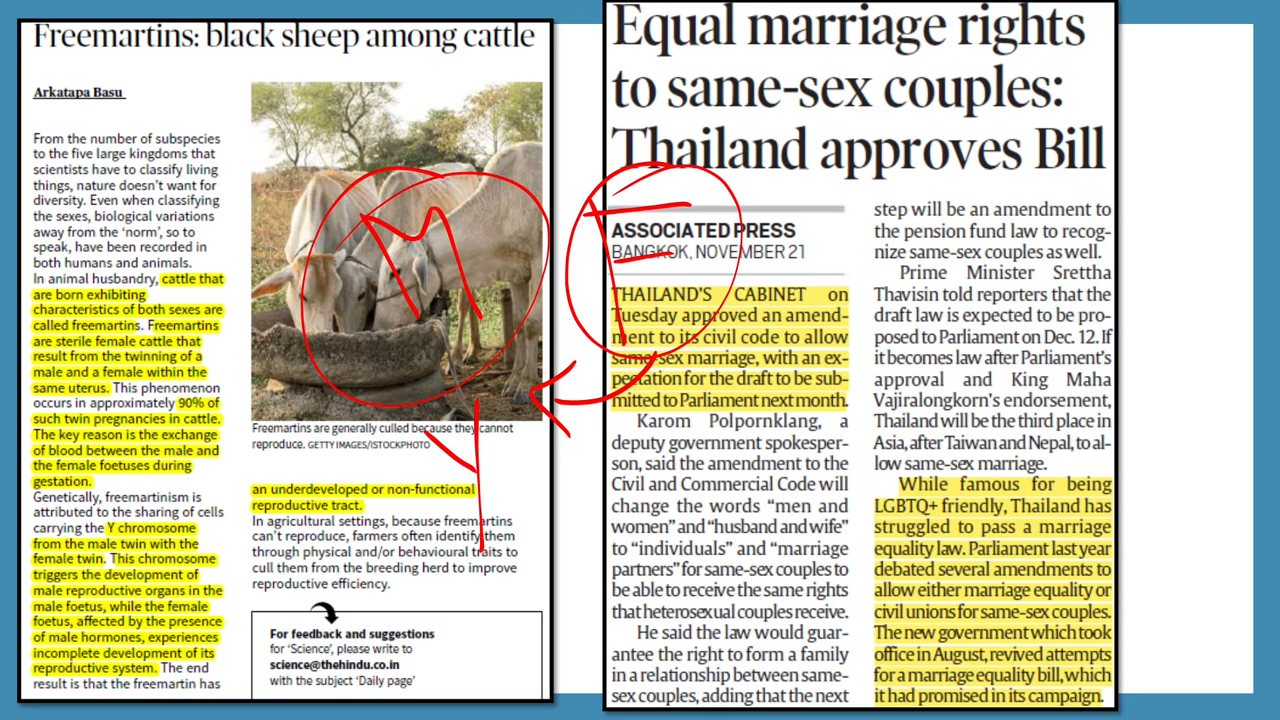 Freemartins: black sheep among cattle
Arkatapa Basu
From the number of subspecies
to the five large kingdoms that
scientists have to classify living
things, nature doesn't want for
diversity. Even when classifying
the sexes, biological variations
away from the 'norm', so to
speak, have been recorded in
both humans and animals.
In animal husbandry, cattle that
are born exhibiting
characteristics of both sexes are
called freemartins. Freemartins
are sterile female cattle that
result from the twinning of a
male and a female within the
same uterus. This phenomenon
occurs in approximately 90% of
such twin pregnancies in cattle.
The key reason is the exchange
of blood between the male and
the female foetuses during
gestation.
Genetically, freemartinism is
attributed to the sharing of cells
carrying the Y chromosome
from the male twin with the
female twin. This chromosome
triggers the development of
male reproductive organs in the
male foetus, while the female
foetus, affected by the presence
of male hormones, experiences
incomplete development of its
reproductive system. The end
result is that the freemartin has
M
Y
Freemartins are generally culled because they cannot
reproduce. GETTY IMAGES/ISTOCKPHOTO
an underdeveloped or non-functional
reproductive tract.
In agricultural settings, because freemartins
can't reproduce, farmers often identify them
through physical and/or behavioural traits to
cull them from the breeding herd to improve
reproductive efficiency.
For feedback and suggestions
for 'Science', please write to
science@thehindu.co.in
with the subject 'Daily page'
Equal marriage rights
to same-sex couples:
Thailand approves Bill
F
ASSOCIATED PRESS
BANGKOK, NOVEMBER 21
THAILAND'S CABINET on
Tuesday approved an amend-
ment to its civil code to allow
same-sex marriage, with an ex-
pectation for the draft to be sub-
mitted to Parliament next month.
Karom Polpornklang, a
deputy government spokesper-
son, said the amendment to the
Civil and Commercial Code will
change the words "men and
women" and "husband and wife"
to "individuals" and "marriage
partners" for same-sex couples to
be able to receive the same rights
that heterosexual couples receive.
He said the law would guar-
antee the right to form a family
in a relationship between same-
sex couples, adding that the next
step will be an amendment to
the pension fund law to recog-
nize same-sex couples as well.
Prime Minister Srettha
Thavisin told reporters that the
draft law is expected to be pro-
posed to Parliament on Dec. 12. If
it becomes law after Parliament's
approval and King Maha
Vajiralongkorn's endorsement,
Thailand will be the third place in
Asia, after Taiwan and Nepal, to al-
low same-sex marriage.
While famous for being
LGBTQ+ friendly, Thailand has
struggled to pass a marriage
equality law. Parliament last year
debated several amendments to
allow either marriage equality or
civil unions for same-sex couples.
The new government which took
office in August, revived attempts
for a marriage equality bill, which
it had promised in its campaign.